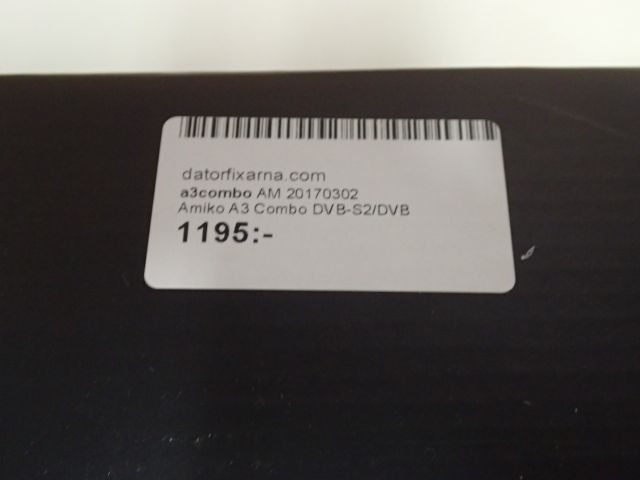 datorfixarna.com
a3combo AM 20170302
Amiko A3 Combo DVB-S2/DVB
1195:-